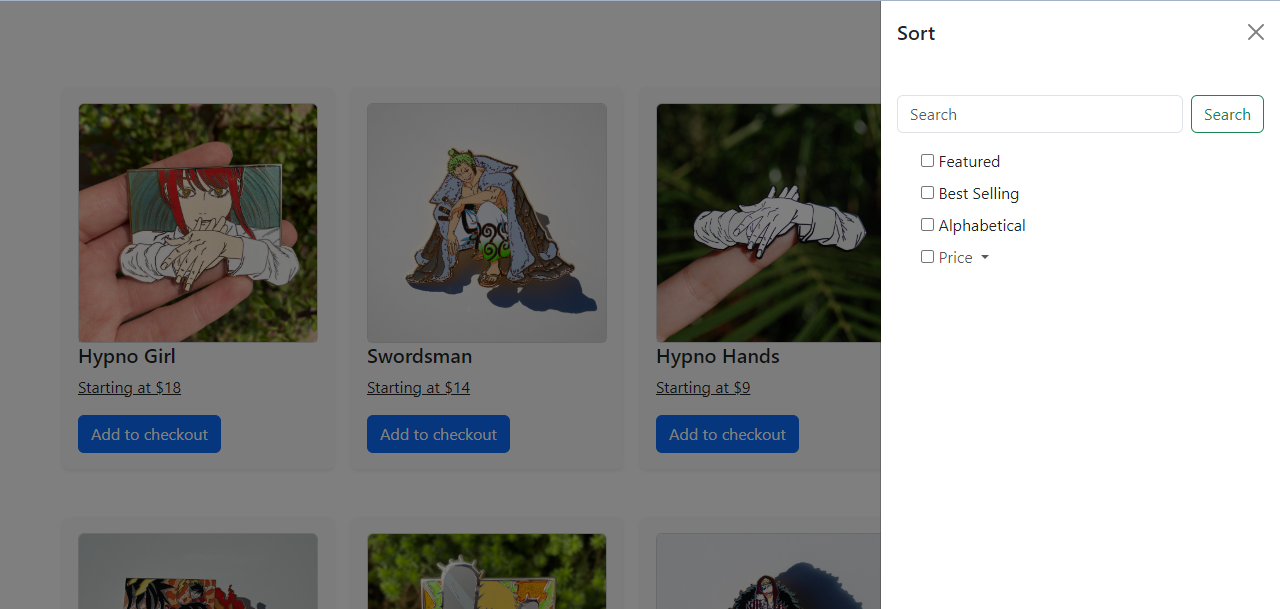 Sort
Search
Search
Featured
Best Selling
Alphabetical
Price
Hypno Girl
Starting at $18
Add to checkout
Swordsman
Starting at $14
Add to checkout
Hypno Hands
Starting at $9
Add to checkout